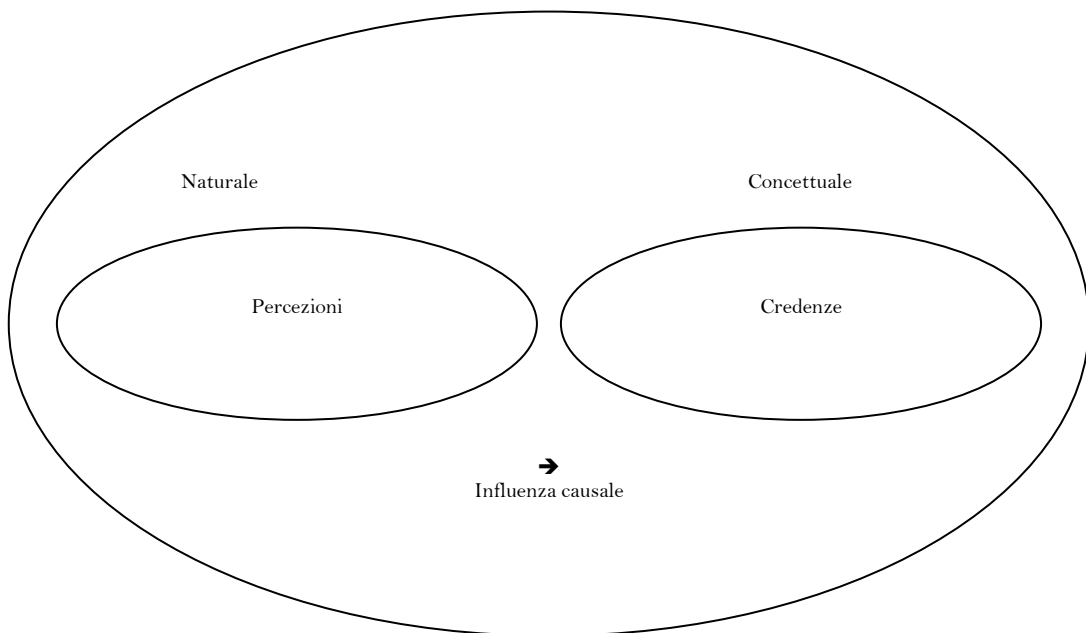 Naturale
Concettuale
Percezioni
Credenze
➔
Influenza causale